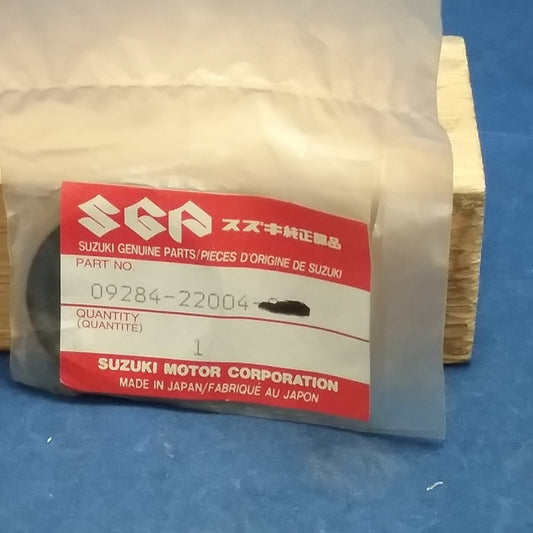 SGP スズキ純正部品
SUZUKI GENUINE PARTS/PIECES D'ORIGINE DE SUZUKI
PART NO
09284-22004-
QUANTITY
(QUANTITÉ)
1
SUZUKI MOTOR CORPORATION
MADE IN JAPAN/FABRIQUÉ AU JAPON